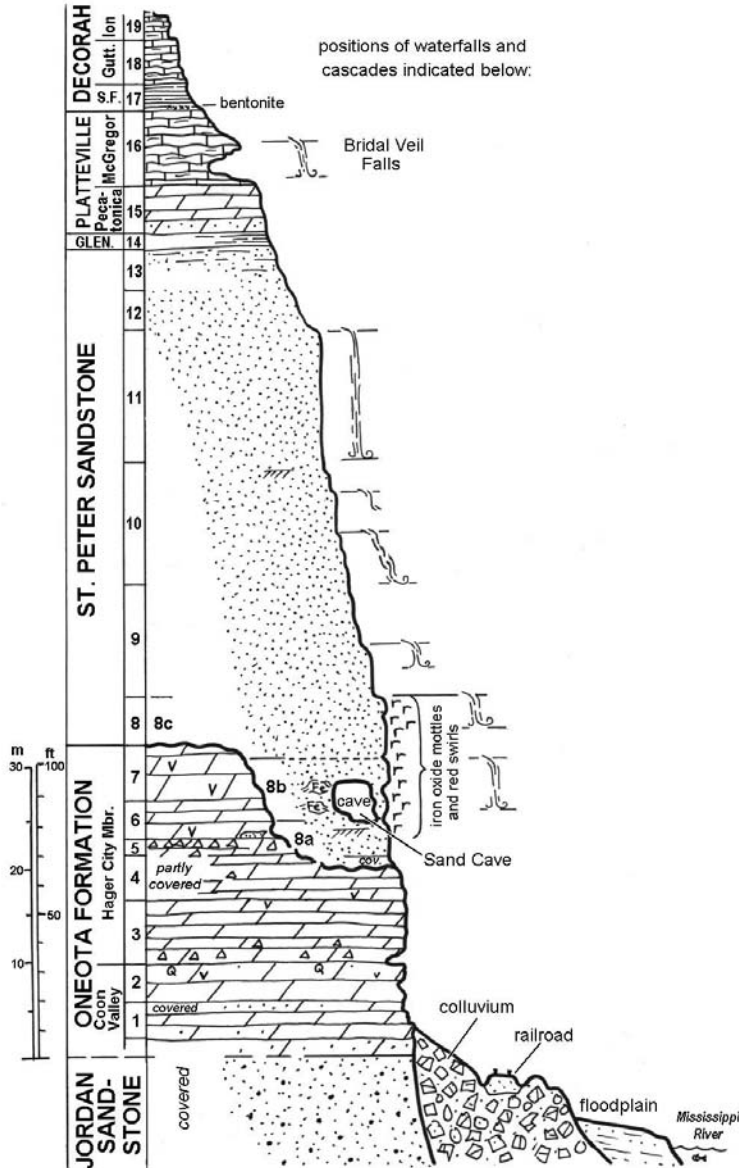 positions of waterfalls and
cascades indicated below:
DECORAH
Ion
19
Gutt.
18
S.F.
17
bentonite
PLATTEVILLE
McGregor
16
Bridal Veil
Falls
Peca-
tonica
15
GLEN.
14
ST. PETER SANDSTONE
13
12
11
10
9
8
8c
m
ft
30
100
20
50
10
ONEOTA FORMATION
Hager City Mbr.
7
8b
Fe
cave
iron oxide mottles
and red swirls
6
Fe
8a
Sand Cave
5
cov.
4
partly
covered
3
Coon
Valley
2
Q
Q
covered
1
colluvium
railroad
floodplain
Mississippi
River
JORDAN
SAND-
STONE
covered